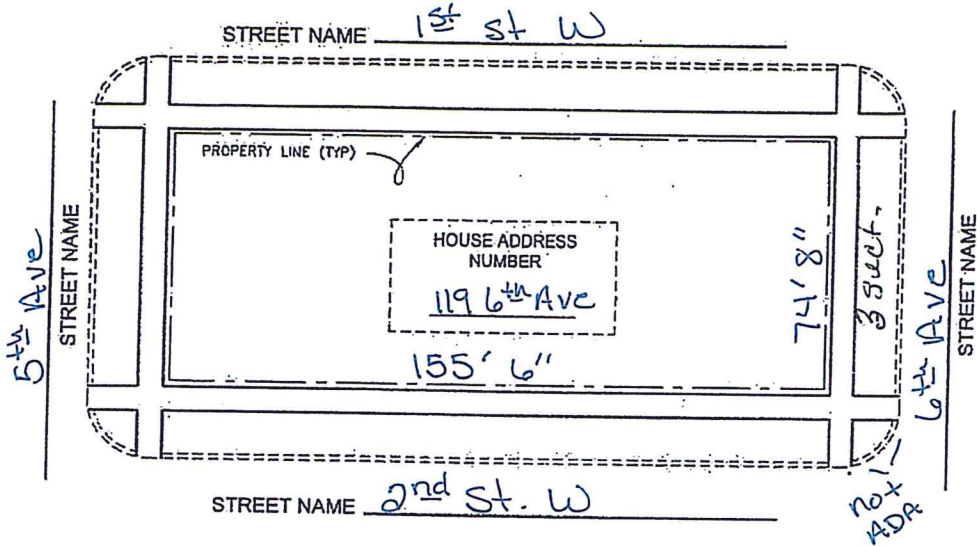 STREET NAME 1st St W
PROPERTY LINE (TYP)
HOUSE ADDRESS
NUMBER
119 6th Ave
155' 6"
74' 8"
3 sect.
5th Ave
STREET NAME
6th Ave
STREET NAME
STREET NAME 2nd St. W
not
ADA